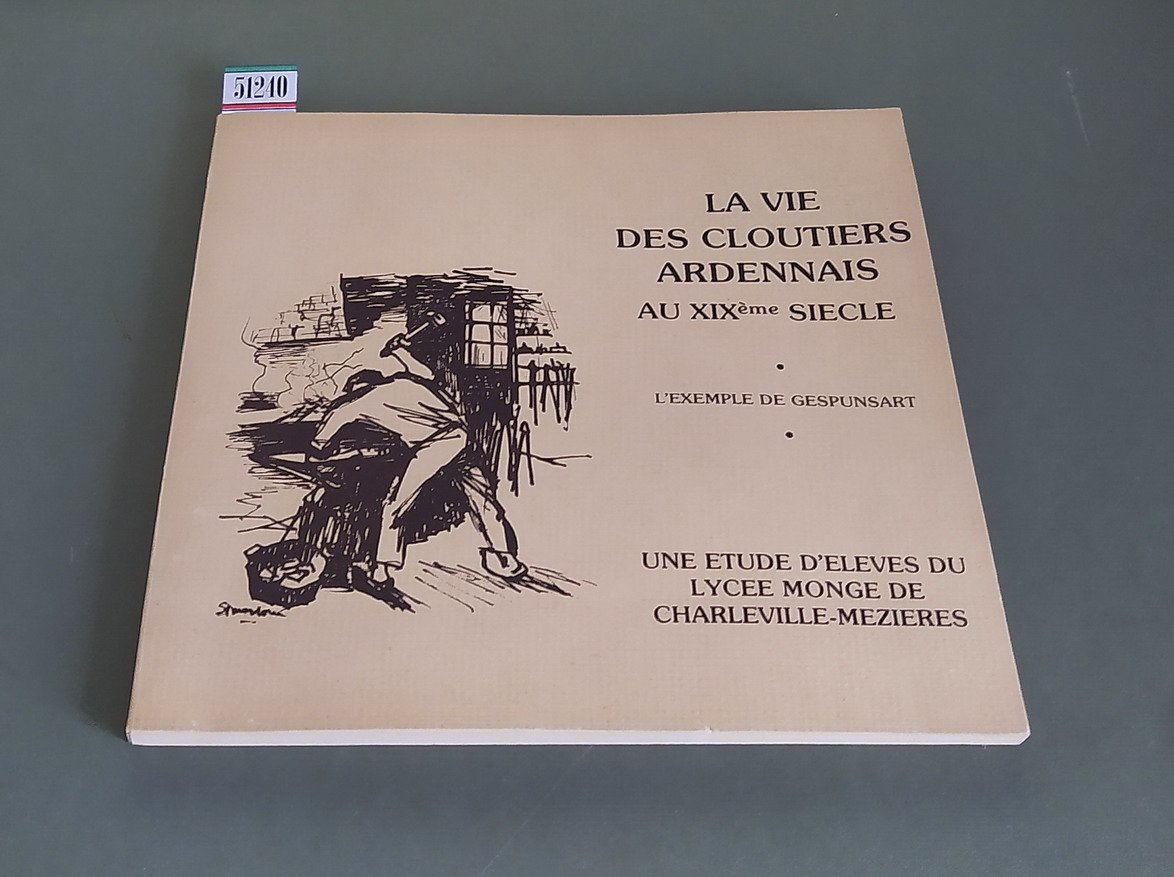 51240
LA VIE
DES CLOUTIERS
ARDENNAIS
AU XIXème SIECLE
L'EXEMPLE DE GESPUNSART
UNE ETUDE D'ELEVES DU
LYCEE MONGE DE
CHARLEVILLE-MEZIERES